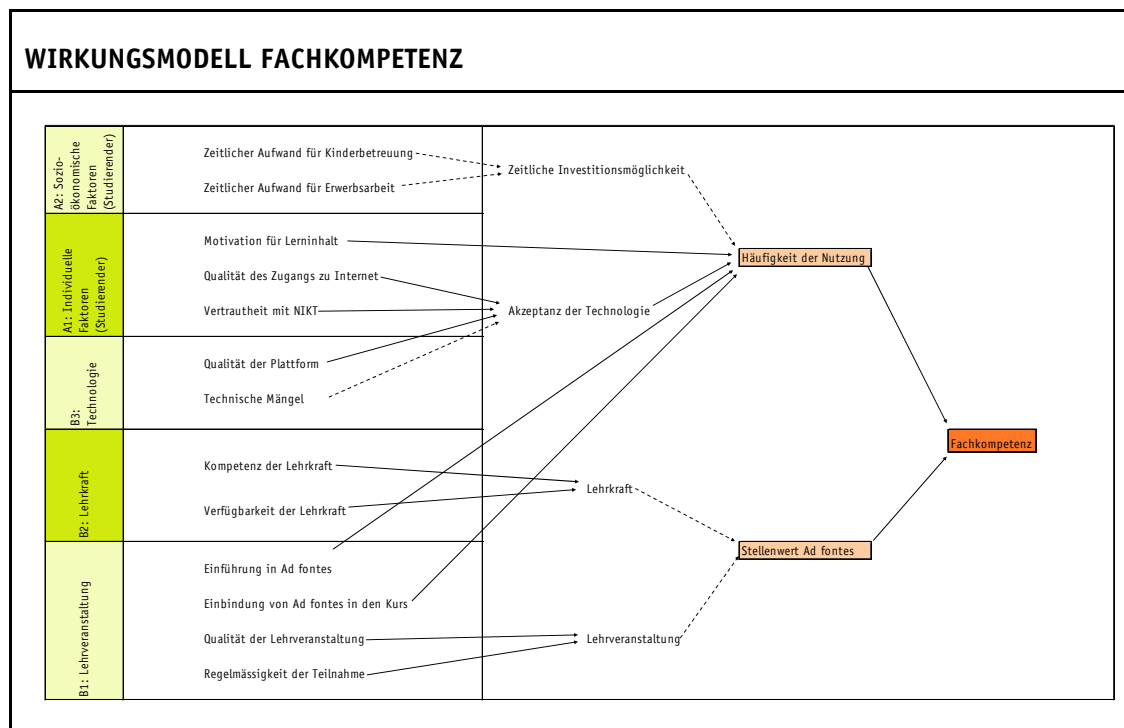 WIRKUNGSMODELL FACHKOMPETENZ
A2: Sozio-
ökonomische
Faktoren
(Studierender)
Zeitlicher Aufwand für Kinderbetreuung
Zeitlicher Aufwand für Erwerbsarbeit
Zeitliche Investitionsmöglichkeit
A1: Individuelle
Faktoren
(Studierender)
Motivation für Lerninhalt
Qualität des Zugangs zu Internet
Vertrautheit mit NIKT
Akzeptanz der Technologie
Häufigkeit der Nutzung
B3:
Technologie
Qualität der Plattform
Technische Mängel
Fachkompetenz
B2: Lehrkraft
Kompetenz der Lehrkraft
Verfügbarkeit der Lehrkraft
Lehrkraft
Stellenwert Ad fontes
B1: Lehrveranstaltung
Einführung in Ad fontes
Einbindung von Ad fontes in den Kurs
Qualität der Lehrveranstaltung
Regelmässigkeit der Teilnahme
Lehrveranstaltung